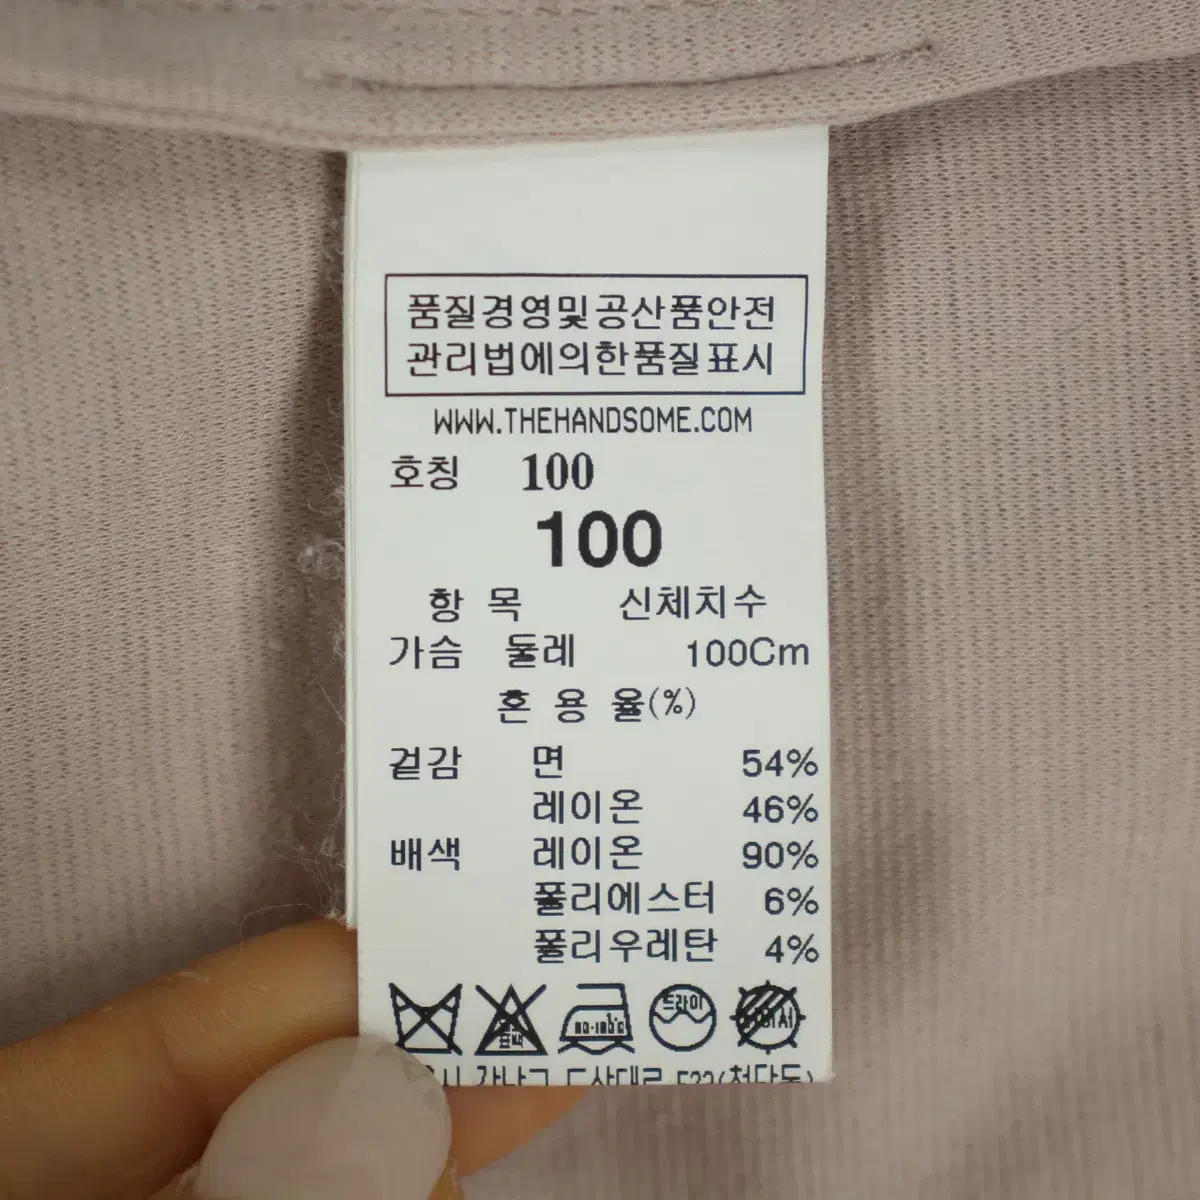 품질경영및공산품안전
관리법에의한품질표시
WWW.THEHANDSOME.COM
호칭 100
100
항 목 신체치수
가슴 둘레 100Cm
혼 용 율(%)
겉감 면 54%
레이온 46%
배색 레이온 90%
폴리에스터 6%
폴리우레탄 4%
표백 드라이